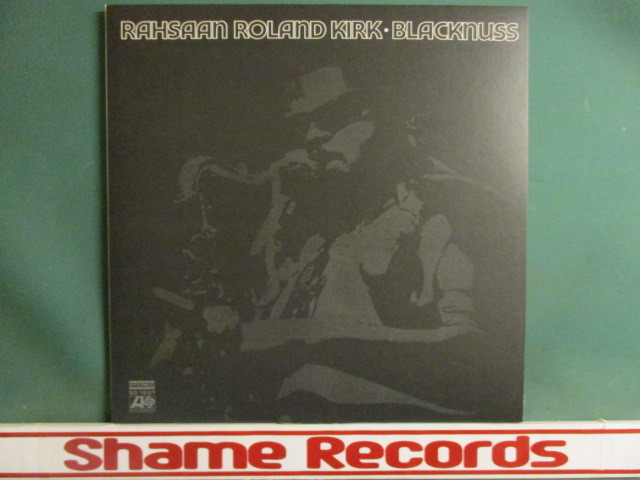 RAHSAAN ROLAND KIRK • BLACKNUSS
Shame Records